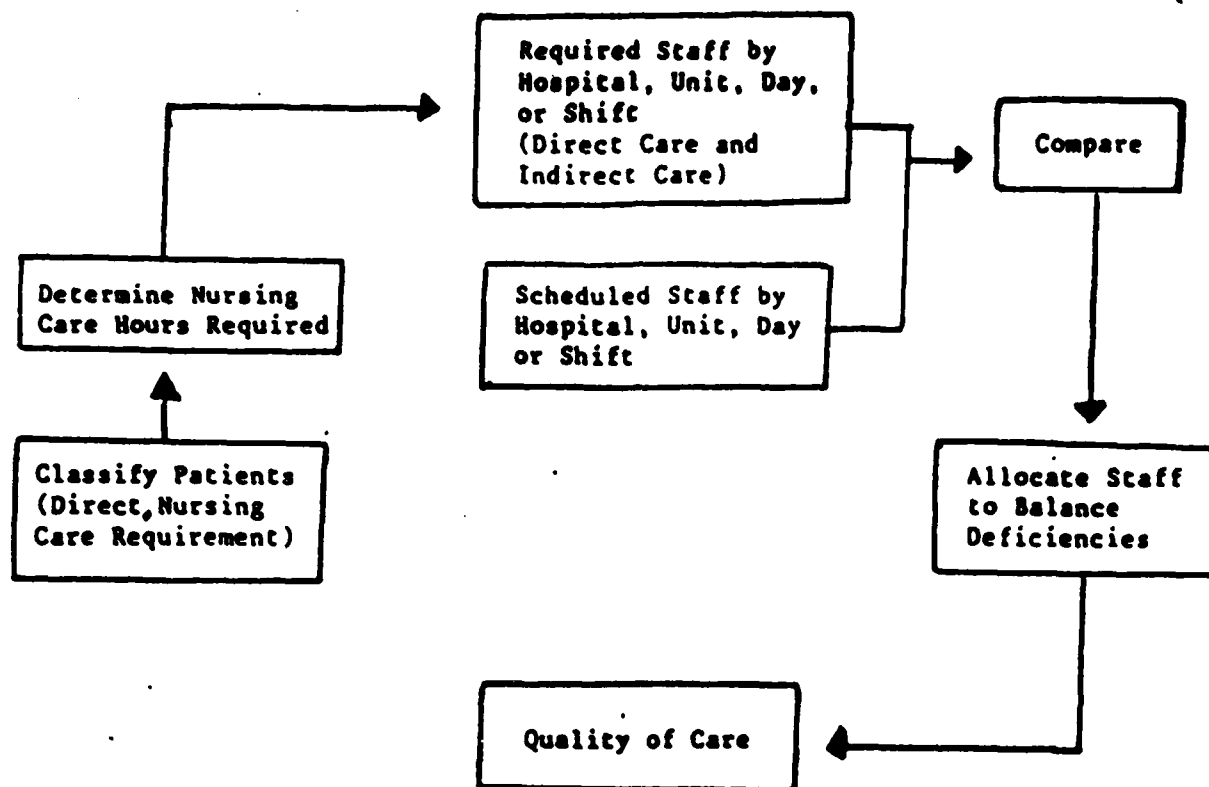 Required Staff by
Hospital, Unit, Day,
or Shift
(Direct Care and
Indirect Care)
Compare
Determine Nursing
Care Hours Required
Scheduled Staff by
Hospital, Unit, Day
or Shift
Classify Patients
(Direct, Nursing
Care Requirement)
Allocate Staff
to Balance
Deficiencies
Quality of Care